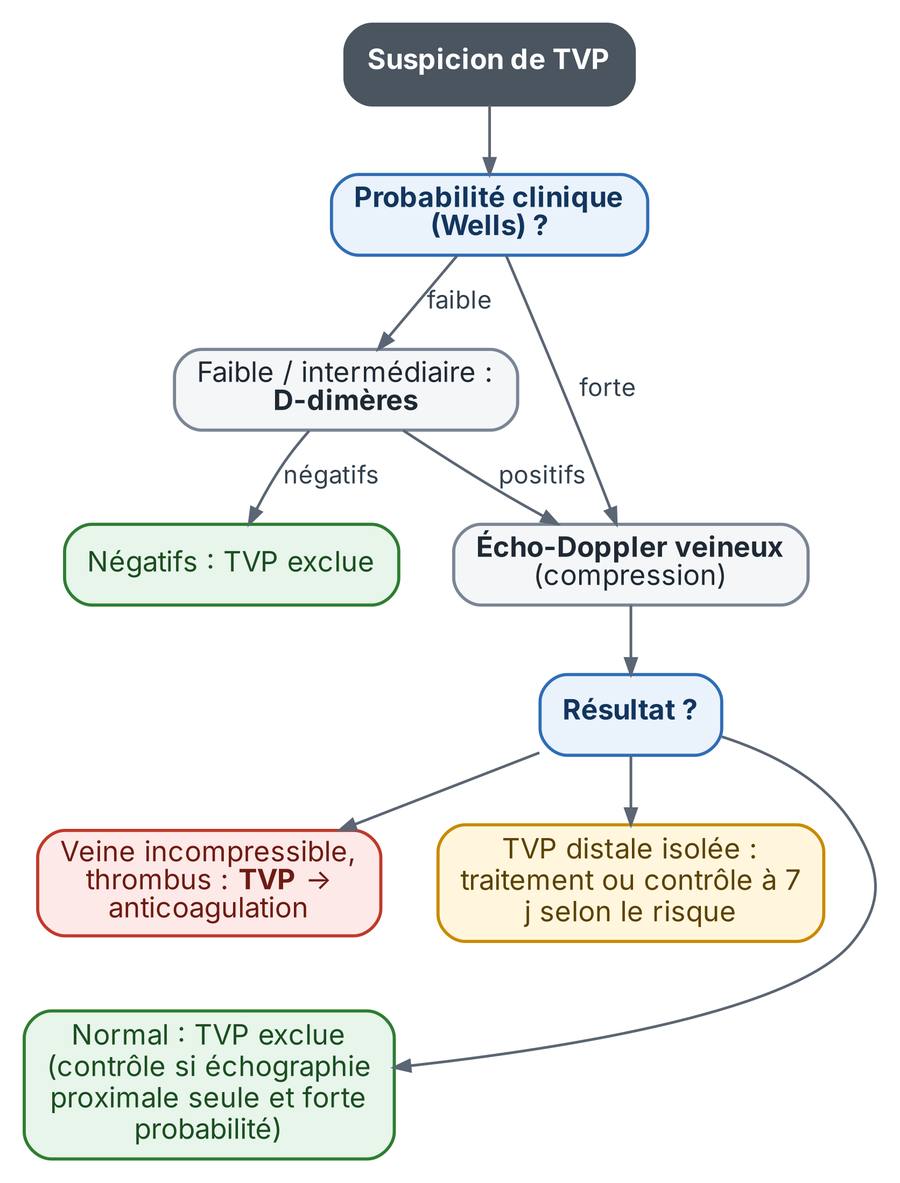 Suspicion de TVP
Probabilité clinique
(Wells) ?
faible
Faible / intermédiaire :
D-dimères
forte
négatifs
positifs
Négatifs : TVP exclue
Écho-Doppler veineux
(compression)
Résultat ?
Veine incompressible,
thrombus : TVP →
anticoagulation
TVP distale isolée :
traitement ou contrôle à 7
j selon le risque
Normal : TVP exclue
(contrôle si échographie
proximale seule et forte
probabilité)